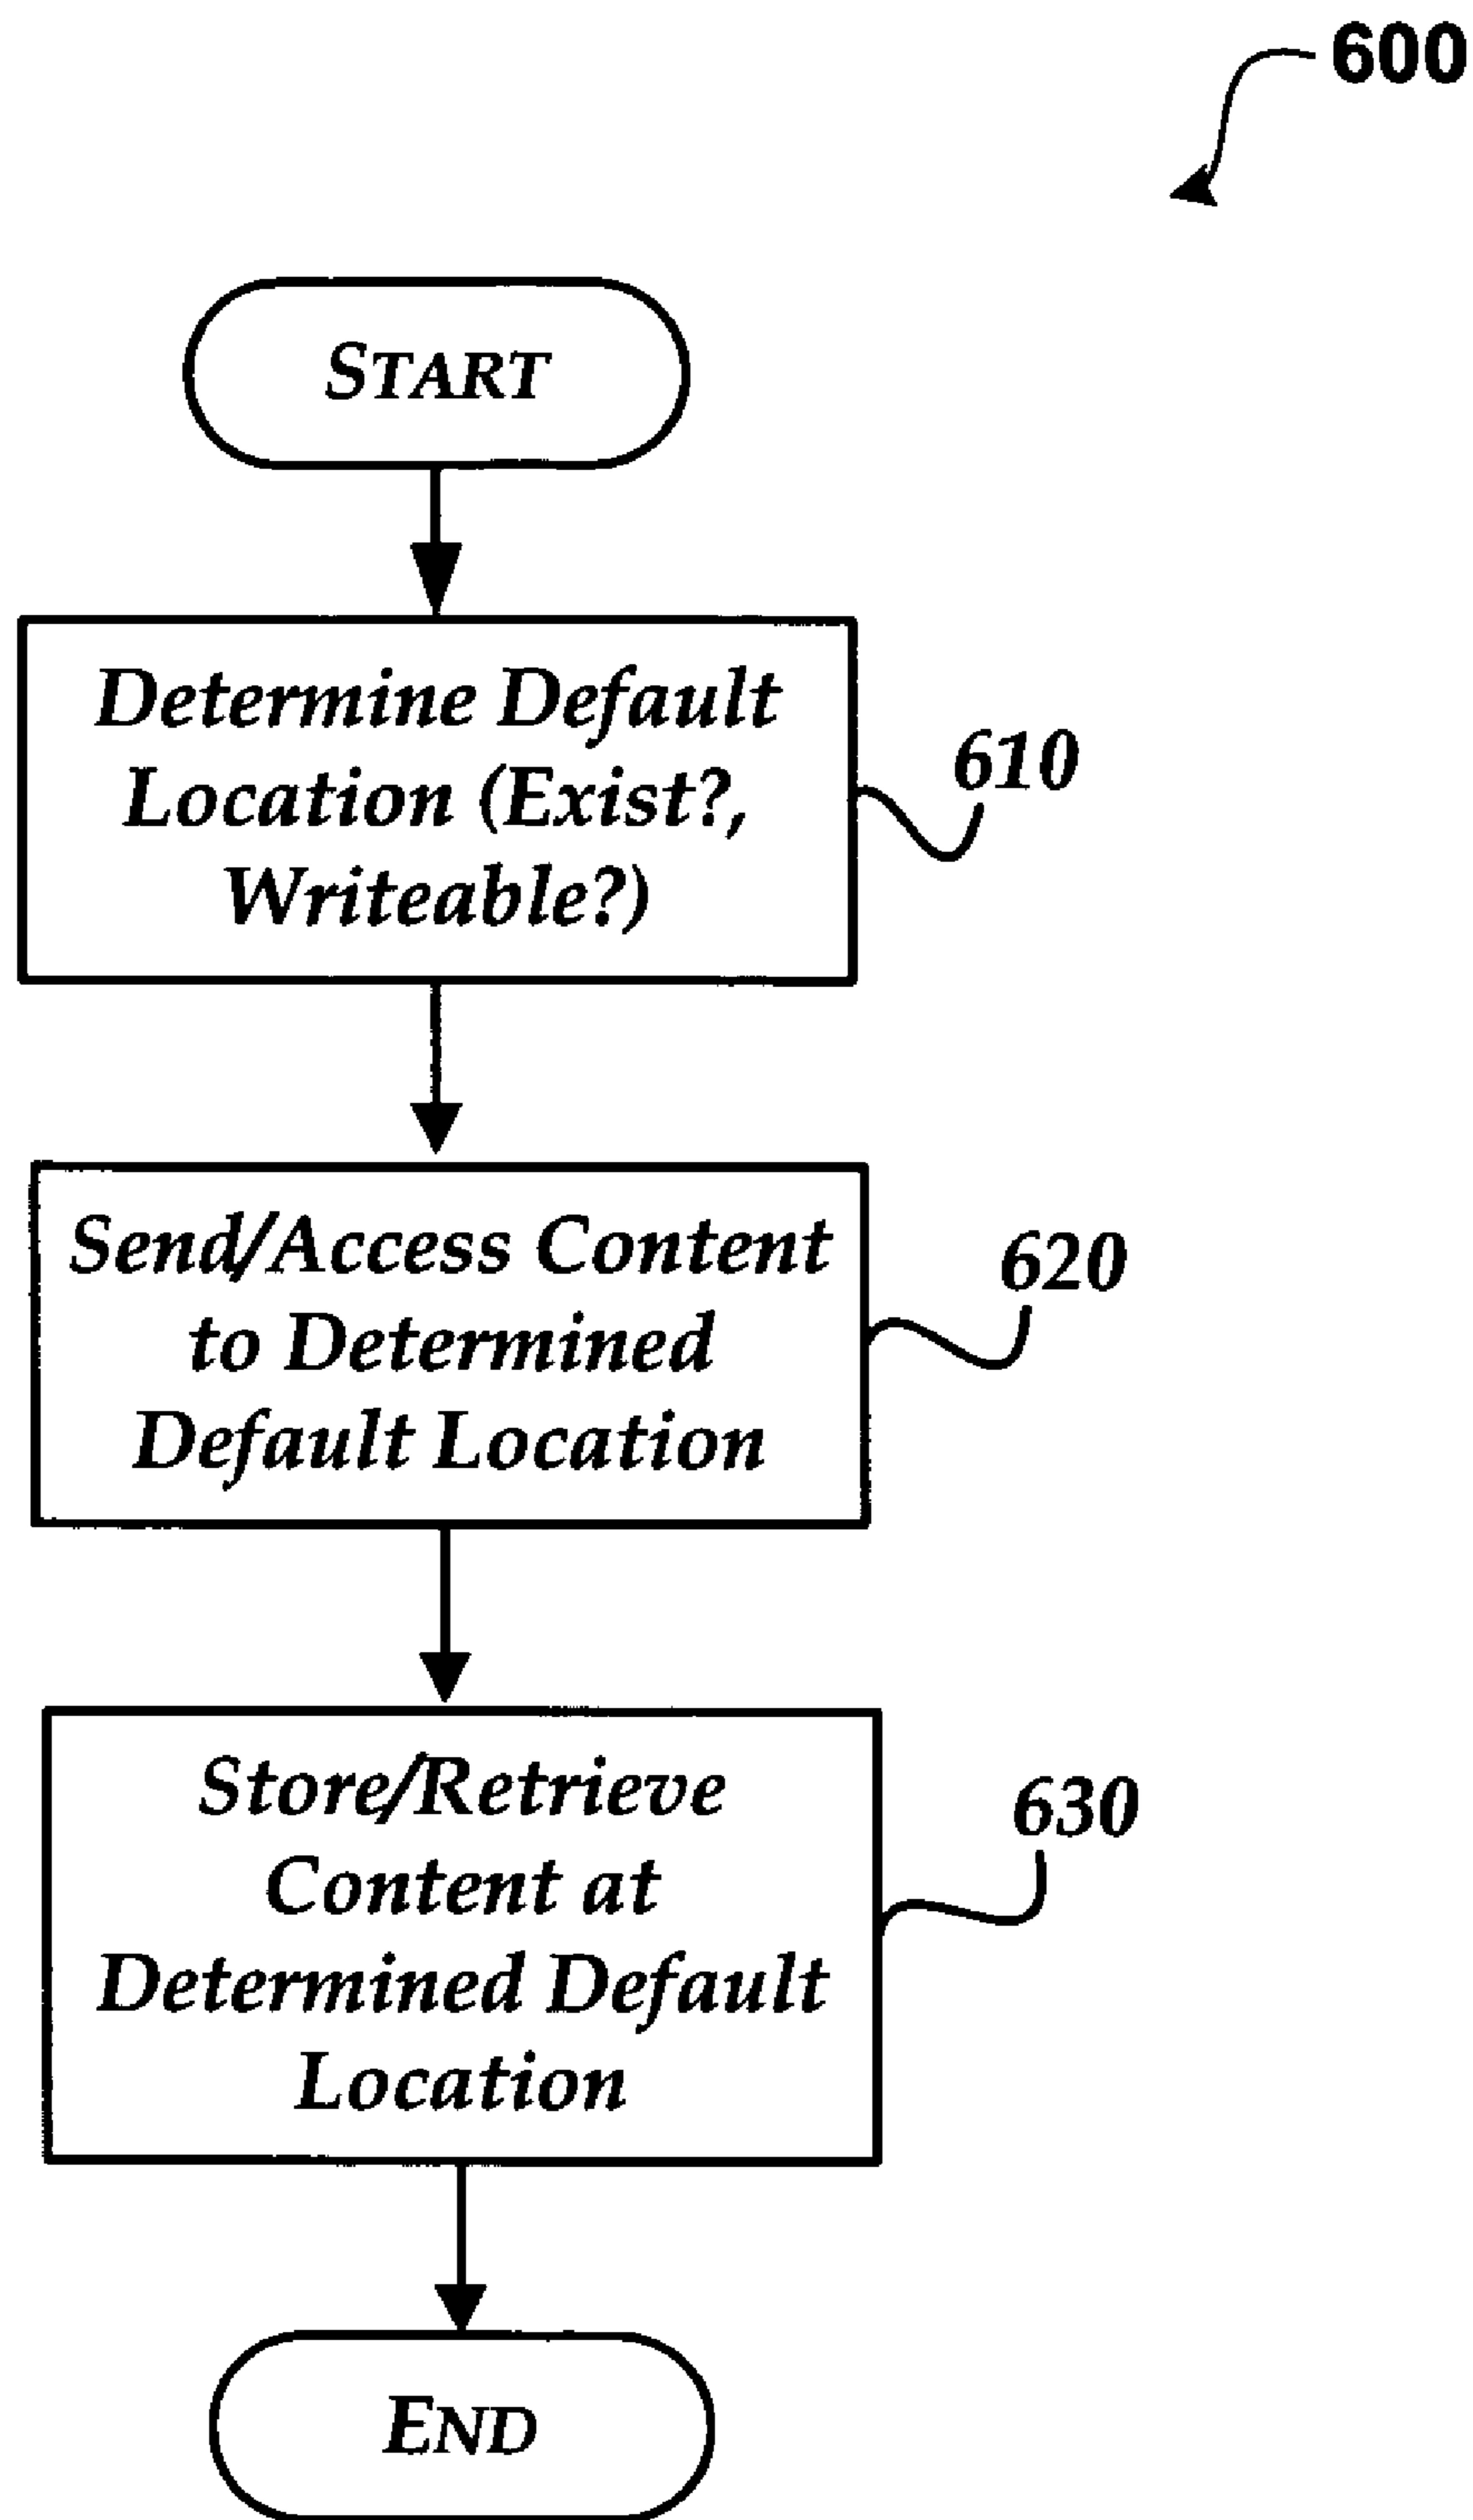 600
START
Determine Default
Location (Exist?,
Writeable?)
610
Send/Access Content
to Determined
Default Location
620
Store/Retrieve
Content at
Determined Default
Location
630
END